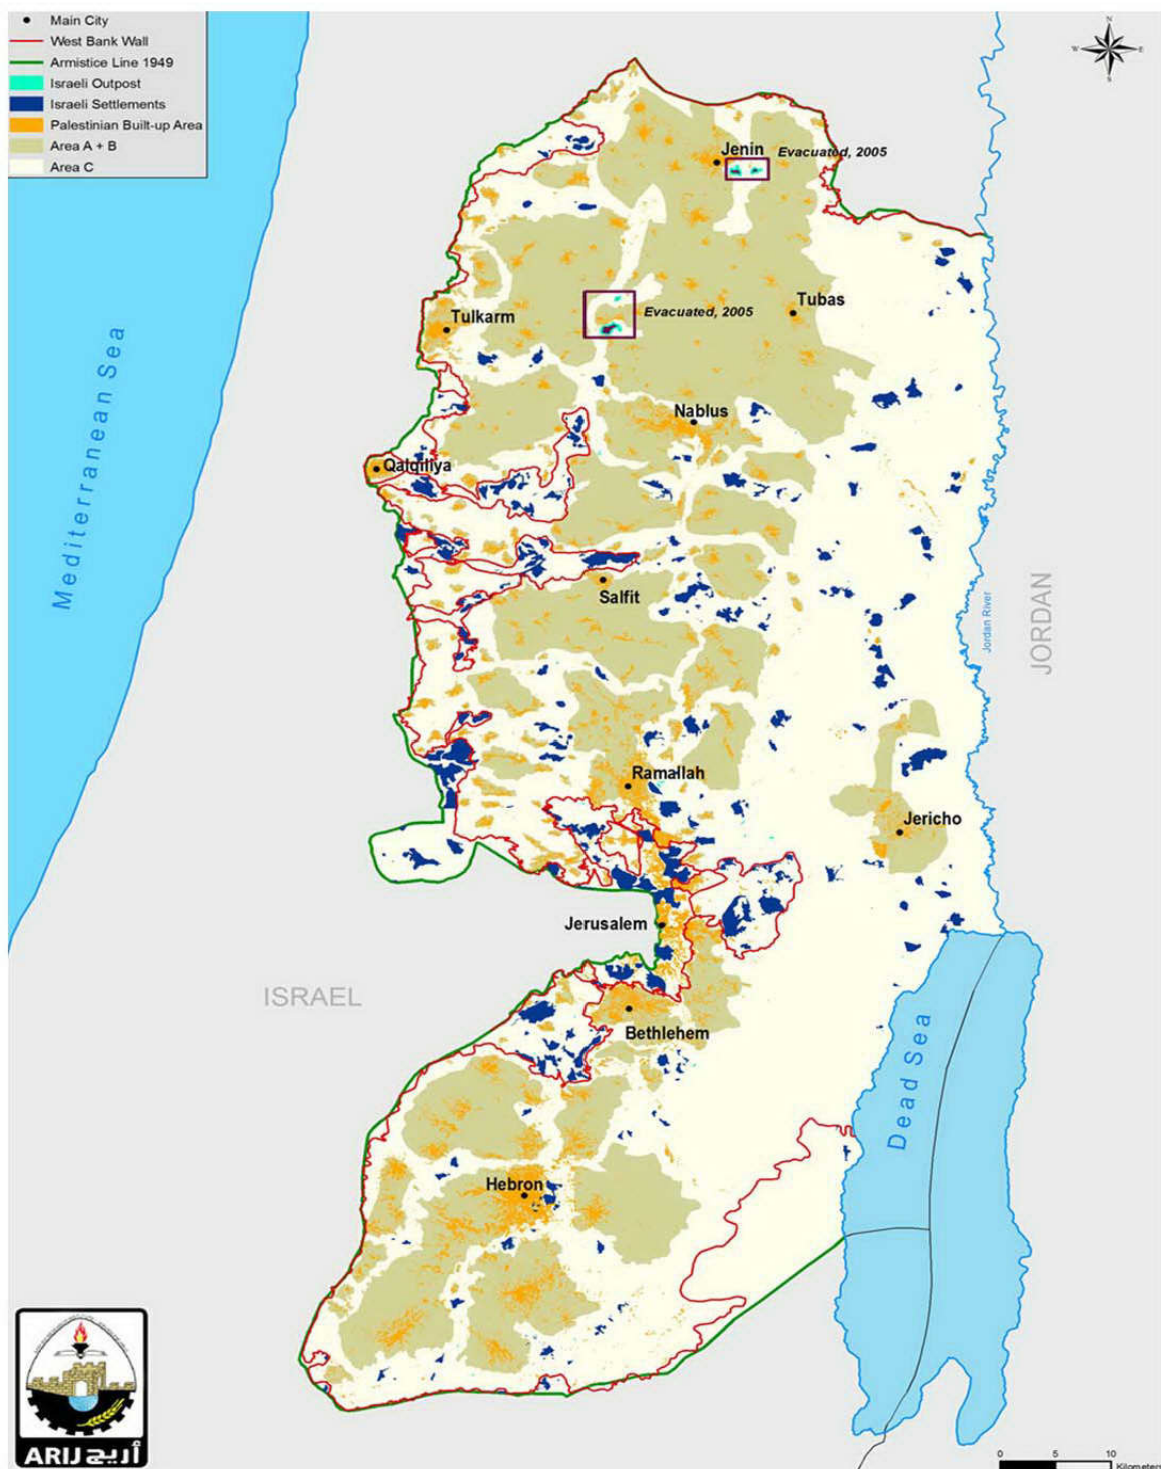 Main City
West Bank Wall
Armistice Line 1949
Israeli Outpost
Israeli Settlements
Palestinian Built-up Area
Area A + B
Area C
N
W
E
S
Jenin
Evacuated, 2005
Tubas
Evacuated, 2005
Tulkarm
Nablus
Qalqiliya
Mediterranean Sea
Salfit
Jordan River
JORDAN
Ramallah
Jericho
Jerusalem
ISRAEL
Bethlehem
Dead Sea
Hebron
ARIJ أريج
0 5 10
Kilometers